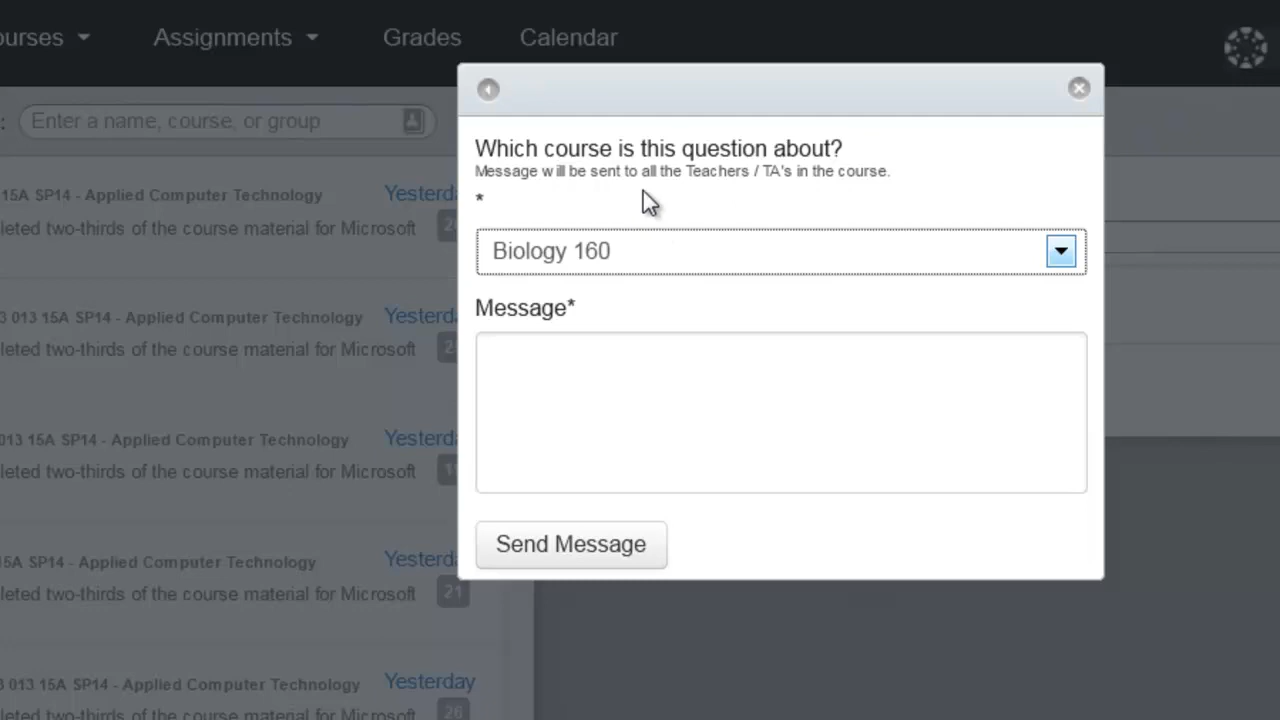 ourses Assignments Grades Calendar
: Enter a name, course, or group
Which course is this question about?
Message will be sent to all the Teachers / TA's in the course.
*
Biology 160
Message*
Send Message
15A SP14 - Applied Computer Technology Yesterd
leted two-thirds of the course material for Microsoft
3 013 15A SP14 - Applied Computer Technology Yesterd
leted two-thirds of the course material for Microsoft
013 15A SP14 - Applied Computer Technology Yesterd
leted two-thirds of the course material for Microsoft
15A SP14 - Applied Computer Technology Yesterd
leted two-thirds of the course material for Microsoft 21
3 013 15A SP14 - Applied Computer Technology Yesterday
leted two-thirds of the course material for Microsoft 26